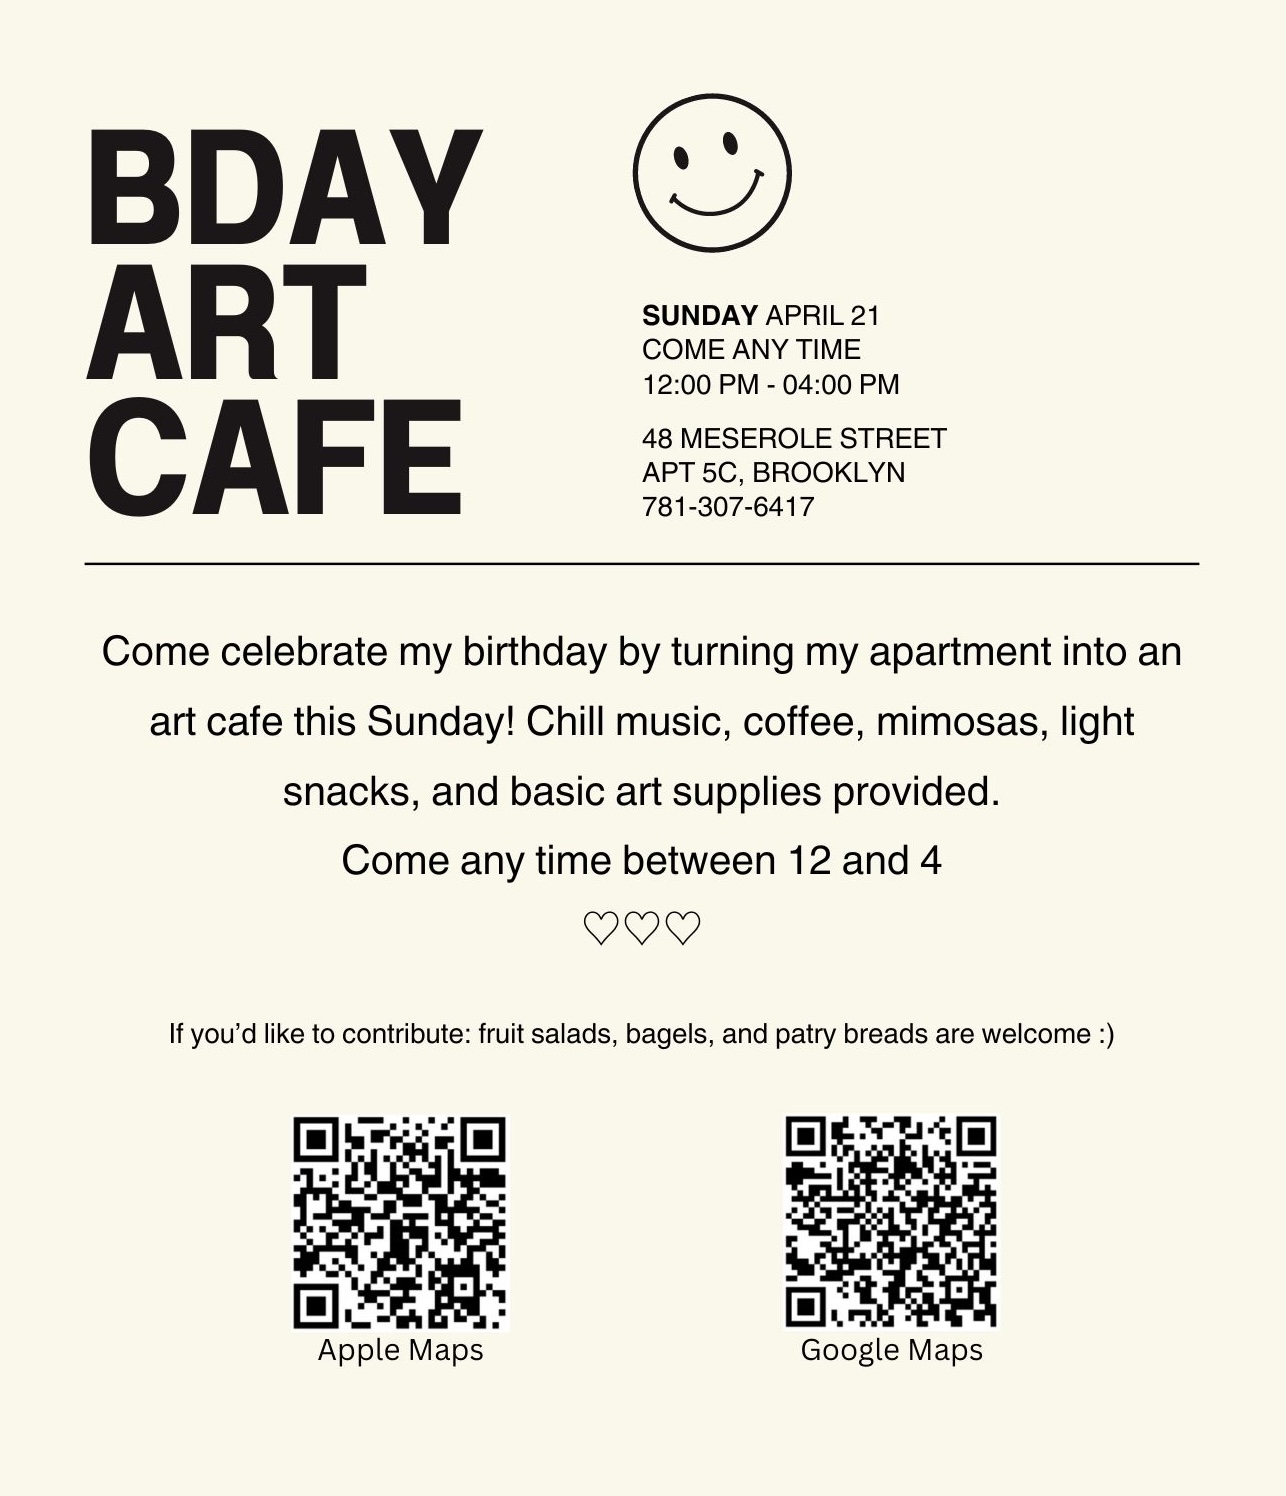 BDAY
ART
CAFE
SUNDAY APRIL 21
COME ANY TIME
12:00 PM - 04:00 PM
48 MESEROLE STREET
APT 5C, BROOKLYN
781-307-6417
Come celebrate my birthday by turning my apartment into an
art cafe this Sunday! Chill music, coffee, mimosas, light
snacks, and basic art supplies provided.
Come any time between 12 and 4
♡♡♡
If you’d like to contribute: fruit salads, bagels, and patry breads are welcome :)
Apple Maps
Google Maps